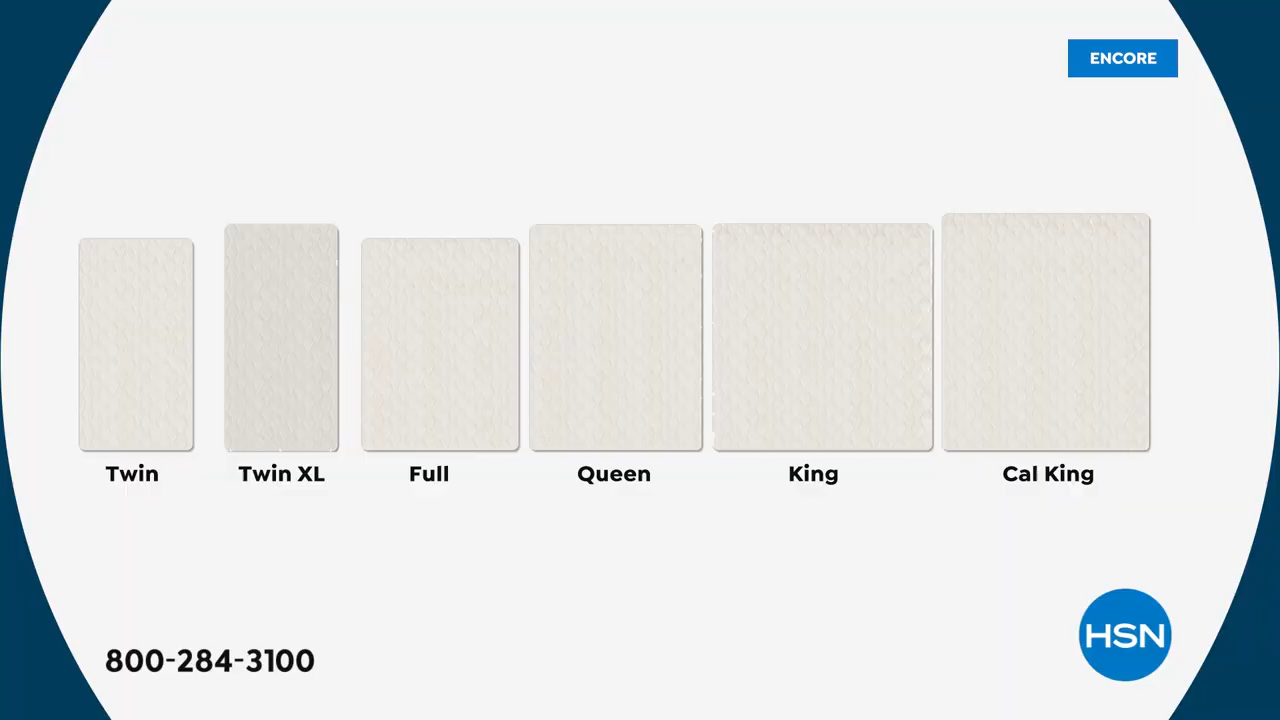 ENCORE
Twin
Twin XL
Full
Queen
King
Cal King
800-284-3100
HSN